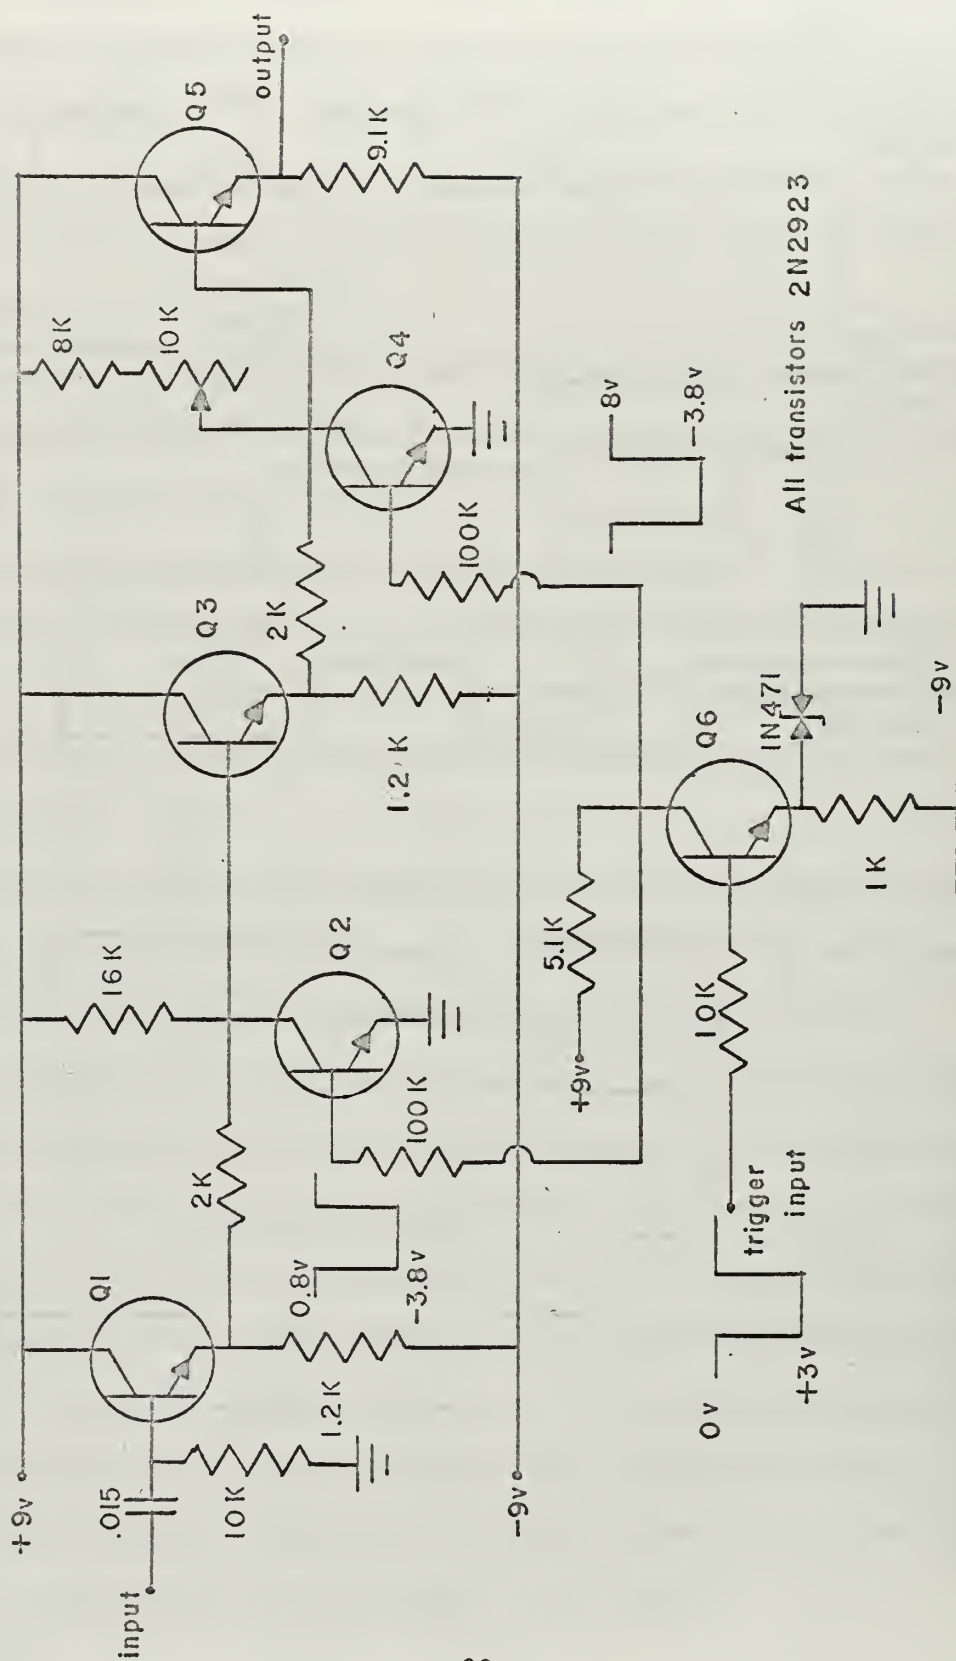 +9v
8K
Q1
.015
16K
input
10K
Q5
output
2K
Q3
10K
2K
0.8v
Q2
1.2K
1.2K
Q4
9.1K
-3.8v
100K
100K
-9v
5.1K
+9v
8v
-3.8v
0v
Q6
trigger
input
10K
1N471
All transistors 2N2923
+3v
1K
-9v